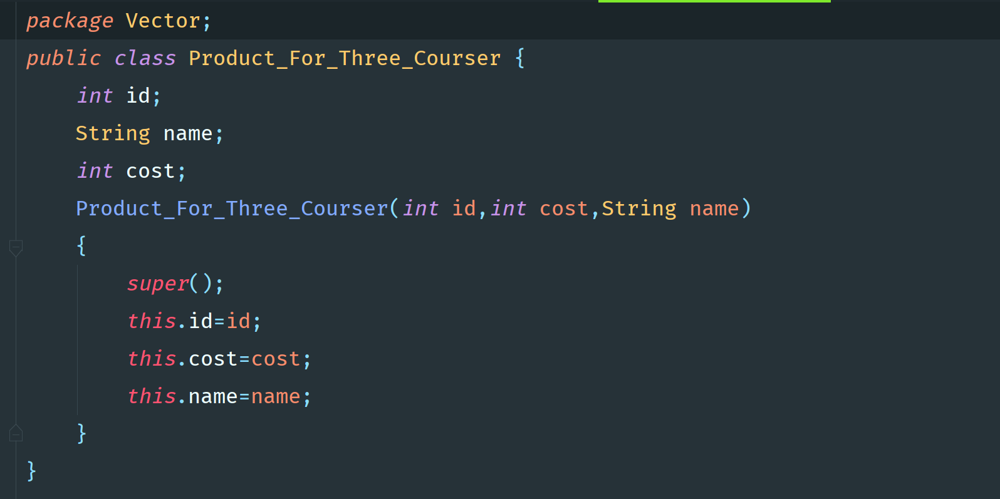 package Vector;
public class Product_For_Three_Courser {
int id;
String name;
int cost;
Product_For_Three_Courser(int id,int cost,String name)
{
super();
this.id=id;
this.cost=cost;
this.name=name;
}
}